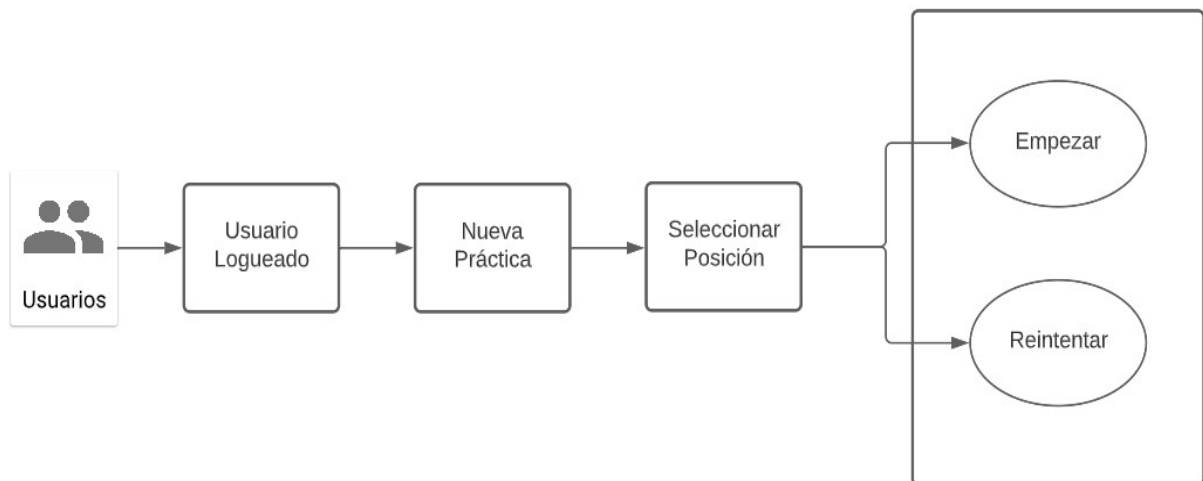 Usuarios
Usuario
Logueado
Nueva
Práctica
Seleccionar
Posición
Empezar
Reintentar